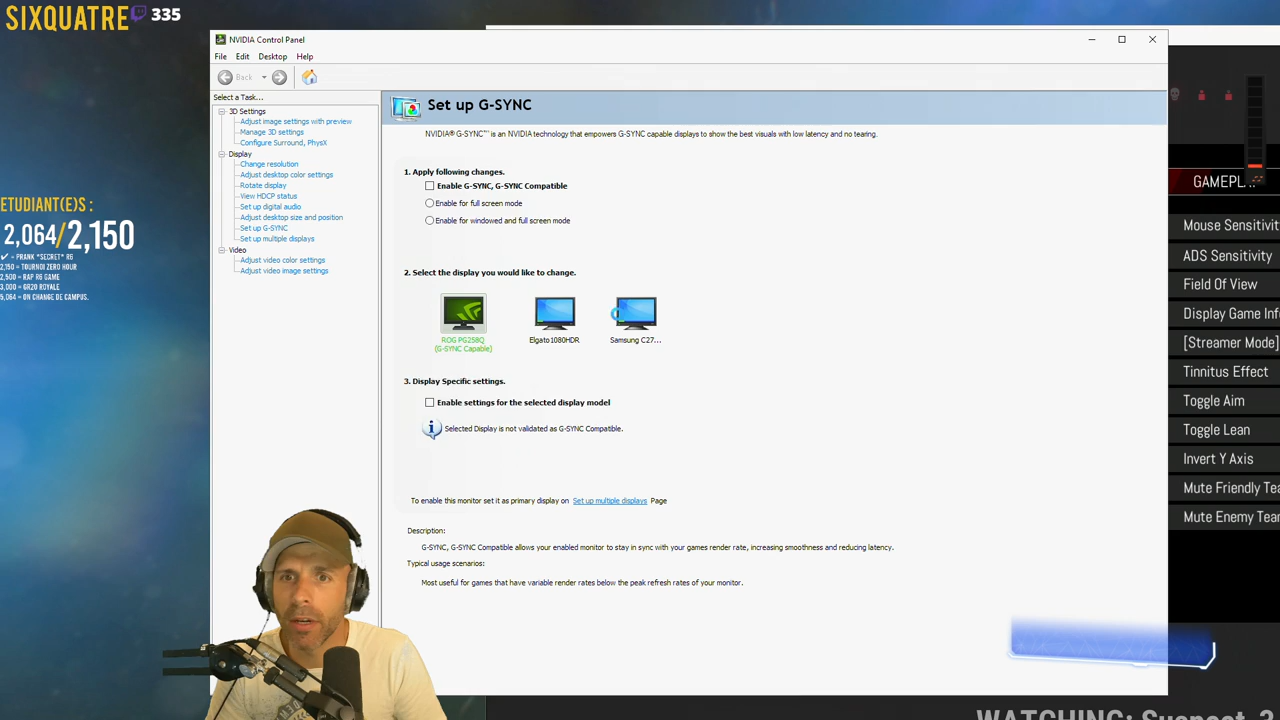 SIXQUATRE 335
ETUDIANT(E)S :
2,064/2,150
✓ = PRANK *SECRET* R6
2,150 = TOURNOI ZERO HOUR
2,500 = RAP R6 GAME
3,000 = GR20 ROYALE
5,064 = ON CHANGE DE CAMPUS.
NVIDIA Control Panel
File Edit Desktop Help
Back
Select a Task...
3D Settings
Adjust image settings with preview
Manage 3D settings
Configure Surround, PhysX
Display
Change resolution
Adjust desktop color settings
Rotate display
View HDCP status
Set up digital audio
Adjust desktop size and position
Set up G-SYNC
Set up multiple displays
Video
Adjust video color settings
Adjust video image settings
Set up G-SYNC
NVIDIA® G-SYNC™ is an NVIDIA technology that empowers G-SYNC capable displays to show the best visuals with low latency and no tearing.
1. Apply following changes.
Enable G-SYNC, G-SYNC Compatible
Enable for full screen mode
Enable for windowed and full screen mode
2. Select the display you would like to change.
ROG PG258Q
(G-SYNC Capable)
Elgato 1080HDR
Samsung C27...
3. Display Specific settings.
Enable settings for the selected display model
Selected Display is not validated as G-SYNC Compatible.
To enable this monitor set it as primary display on Set up multiple displays Page
Description:
G-SYNC, G-SYNC Compatible allows your enabled monitor to stay in sync with your games render rate, increasing smoothness and reducing latency.
Typical usage scenarios:
Most useful for games that have variable render rates below the peak refresh rates of your monitor.
GAMEPLA
Mouse Sensitivi
ADS Sensitivity
Field Of View
Display Game Inf
[Streamer Mode]
Tinnitus Effect
Toggle Aim
Toggle Lean
Invert Y Axis
Mute Friendly Tea
Mute Enemy Team
WATCHING: Suspect_2